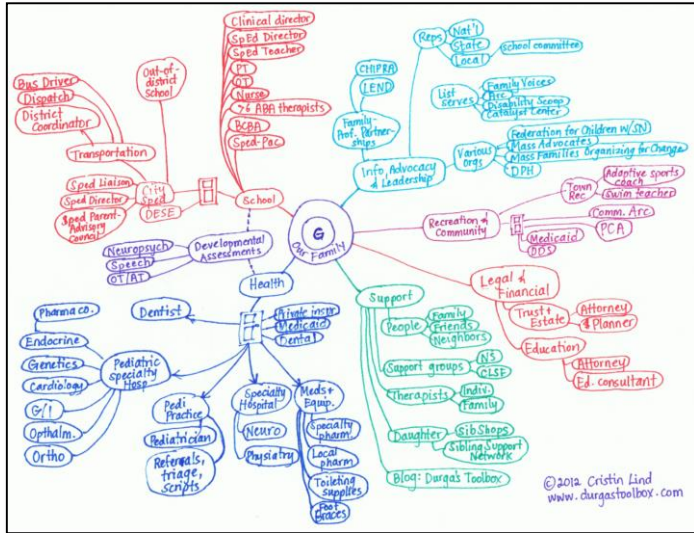 G
Our Family
School
Clinical director
SpEd Director
SpEd Teacher
PT
OT
Nurse
76 ABA therapists
BCBA
Sped-Pac
Out-of-
district
school
City
Sped
DESE
Transportation
Bus Driver
Dispatch
District
Coordinator
Sped Liaison
Sped Director
Sped Parent-
Advisory
Council
Developmental
Assessments
Neuropsych
Speech
OT/AT
Health
Dentist
Private insur.
Medicaid
Dental
Pediatric
specialty
Hosp.
Pharma co.
Endocrine
Genetics
Cardiology
G/I
Opthalm.
Ortho
Pedi
Practice
Pediatrician
Referrals,
triage,
scripts
Specialty
Hospital
Neuro
Physiatry
Meds +
Equip.
Specialty
pharm.
Local
pharm
Toileting
supplies
Foot
Braces
Info, Advocacy
& Leadership
Family-
Prof. Partner-
ships
CHIPRA
LEND
Reps
Nat'l
State
Local
school committee
List
serves
Family Voices
Arc
Disability Scoop
Catalyst Center
Various
Orgs
Federation for Children W/SN
Mass Advocates
Mass Families Organizing for Change
DPH
Recreation &
Community
Town
Rec
Adaptive sports
coach
Swim teacher
Comm. Arc
PCA
Medicaid
DDS
Legal &
Financial
Trust +
Estate
Attorney
$ Planner
Education
Attorney
Ed. consultant
Support
People
Family
Friends
Neighbors
Support groups
NS
CLSE
Therapists
Indiv.
Family
Daughter
SibShops
Sibling Support
Network
Blog: Durga's Toolbox
©2012 Cristin Lind
www.durgastoolbox.com